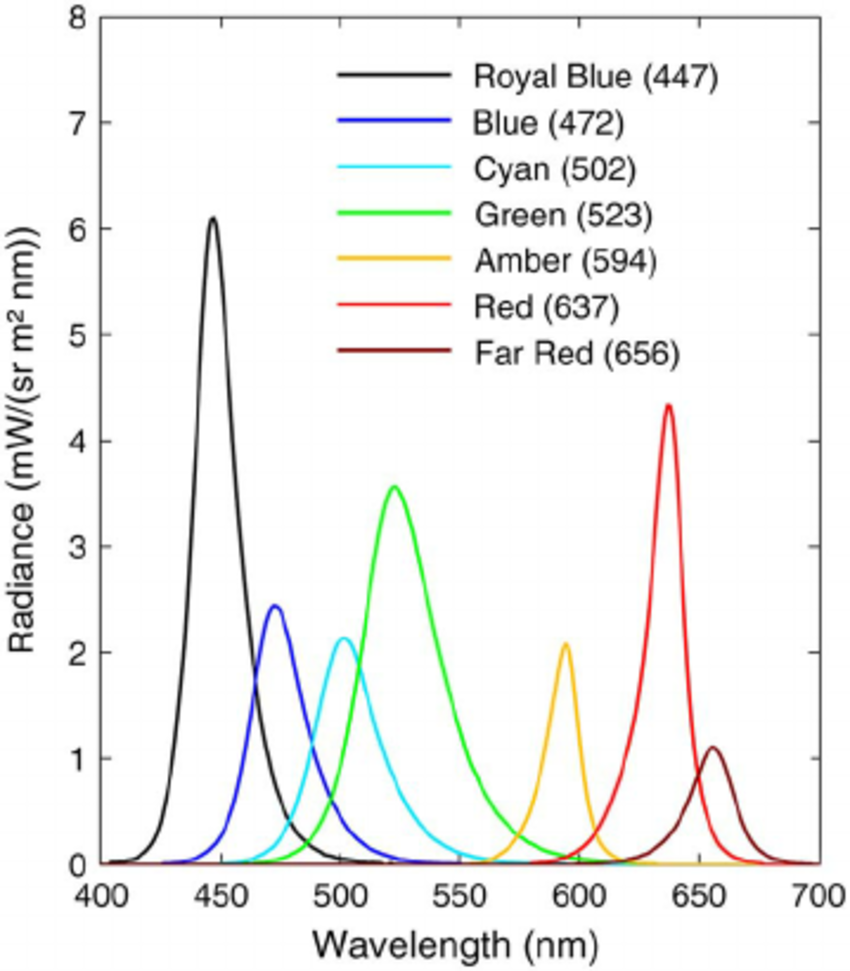 8
7
6
5
4
3
2
1
0
Radiance (mW/(sr m² nm))
Royal Blue (447)
Blue (472)
Cyan (502)
Green (523)
Amber (594)
Red (637)
Far Red (656)
400 450 500 550 600 650 700
Wavelength (nm)